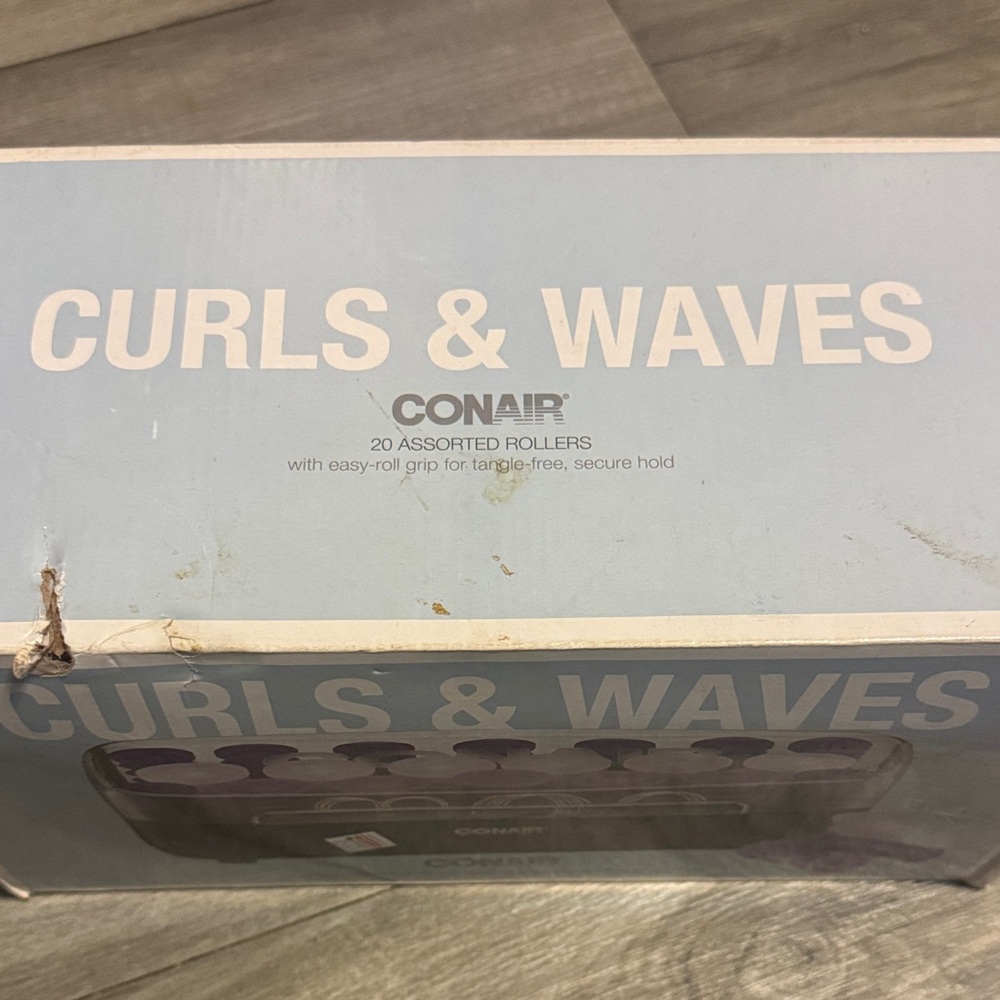 CURLS & WAVES
CONAIR®
20 ASSORTED ROLLERS
with easy-roll grip for tangle-free, secure hold
CURLS & WAVES
CONAIR
CONAIR